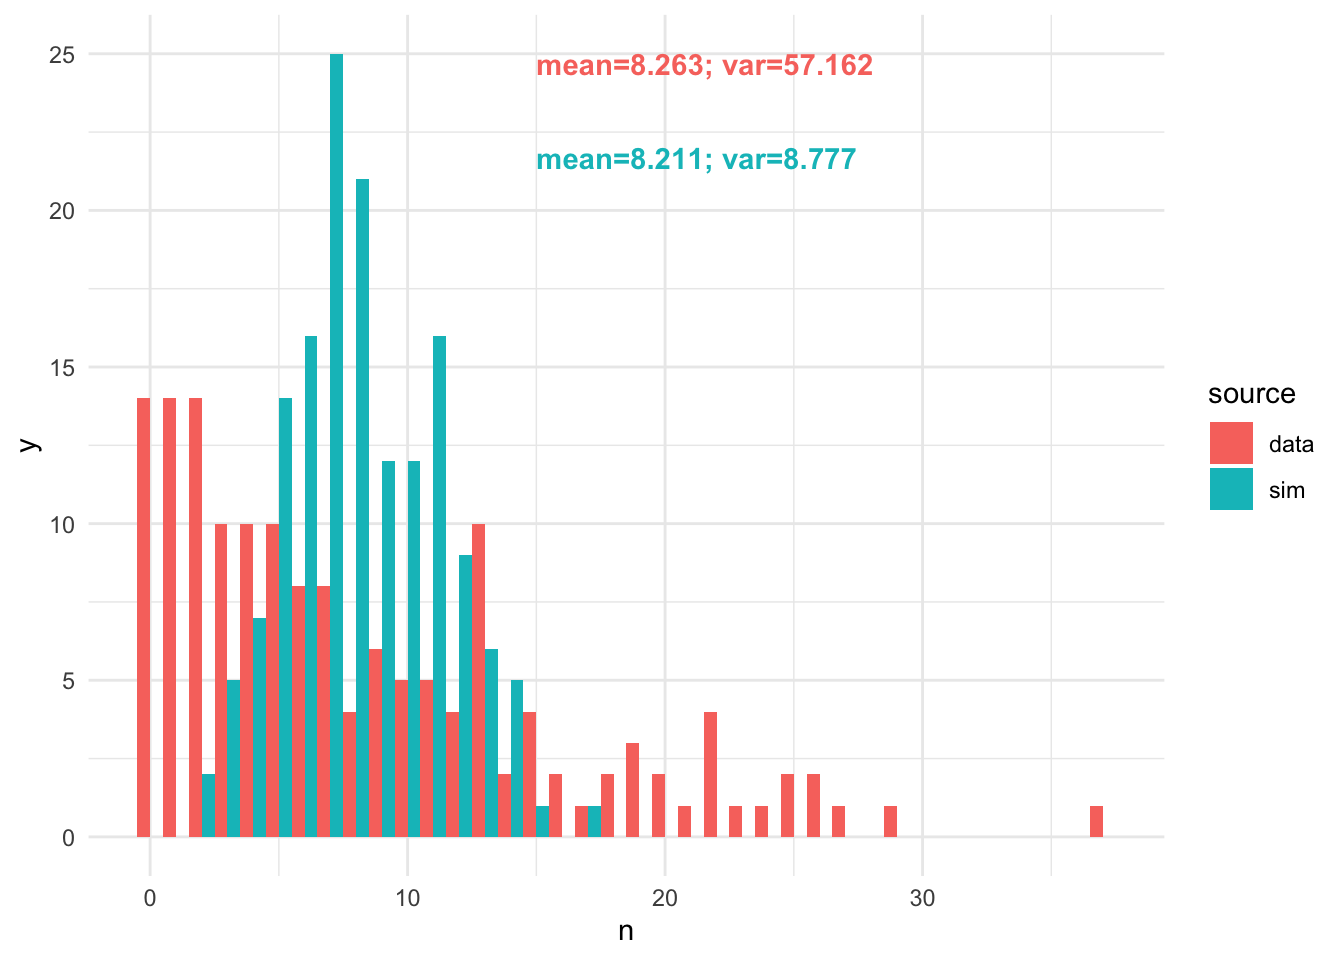 mean=8.263; var=57.162
mean=8.211; var=8.777
25
20
15
10
5
0
y
0 10 20 30
n
source
data
sim